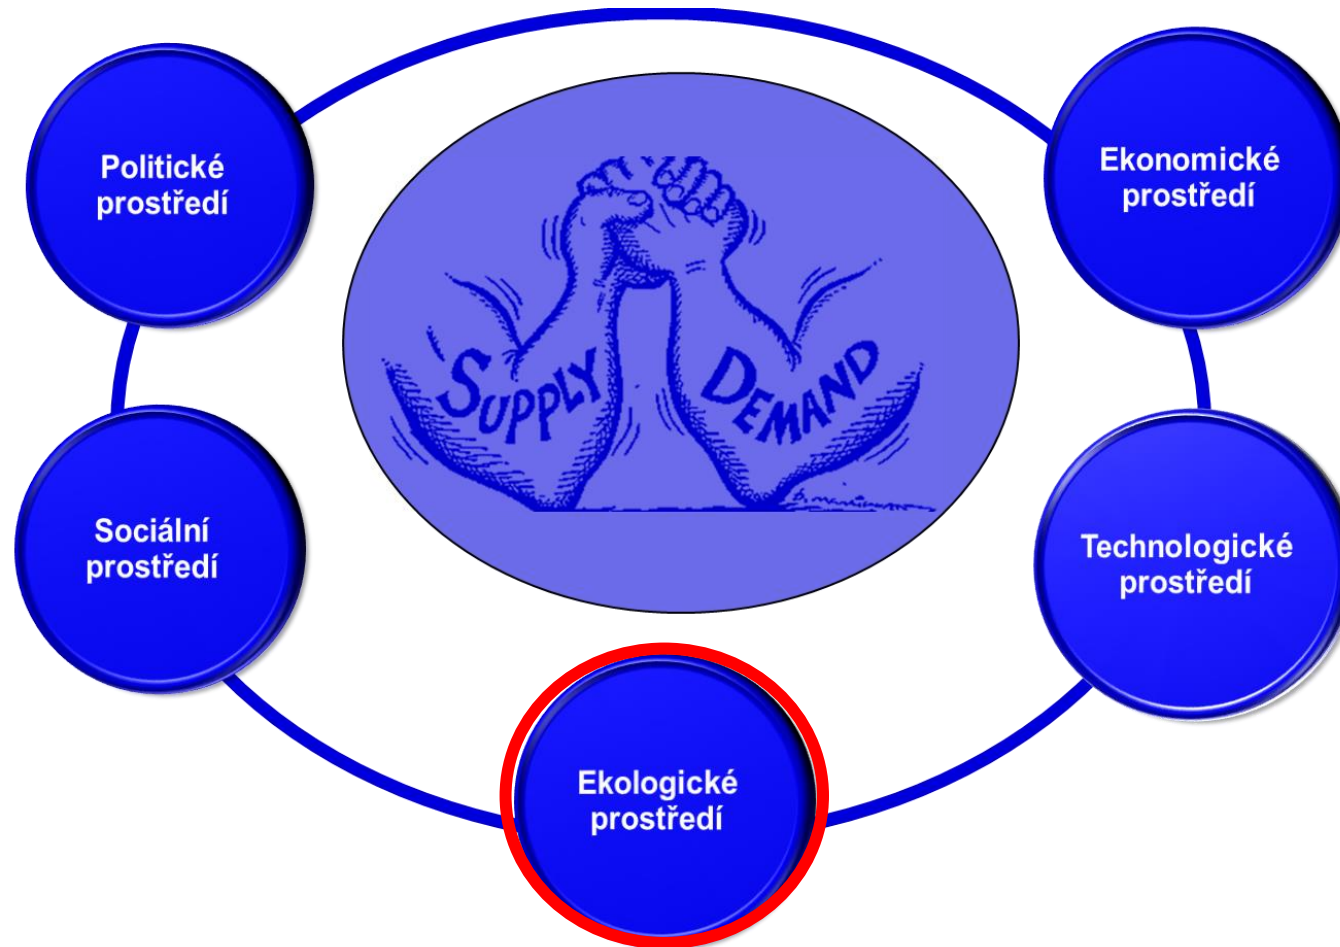 Politické
prostředí
Ekonomické
prostředí
SUPPLY
DEMAND
Sociální
prostředí
Technologické
prostředí
Ekologické
prostředí